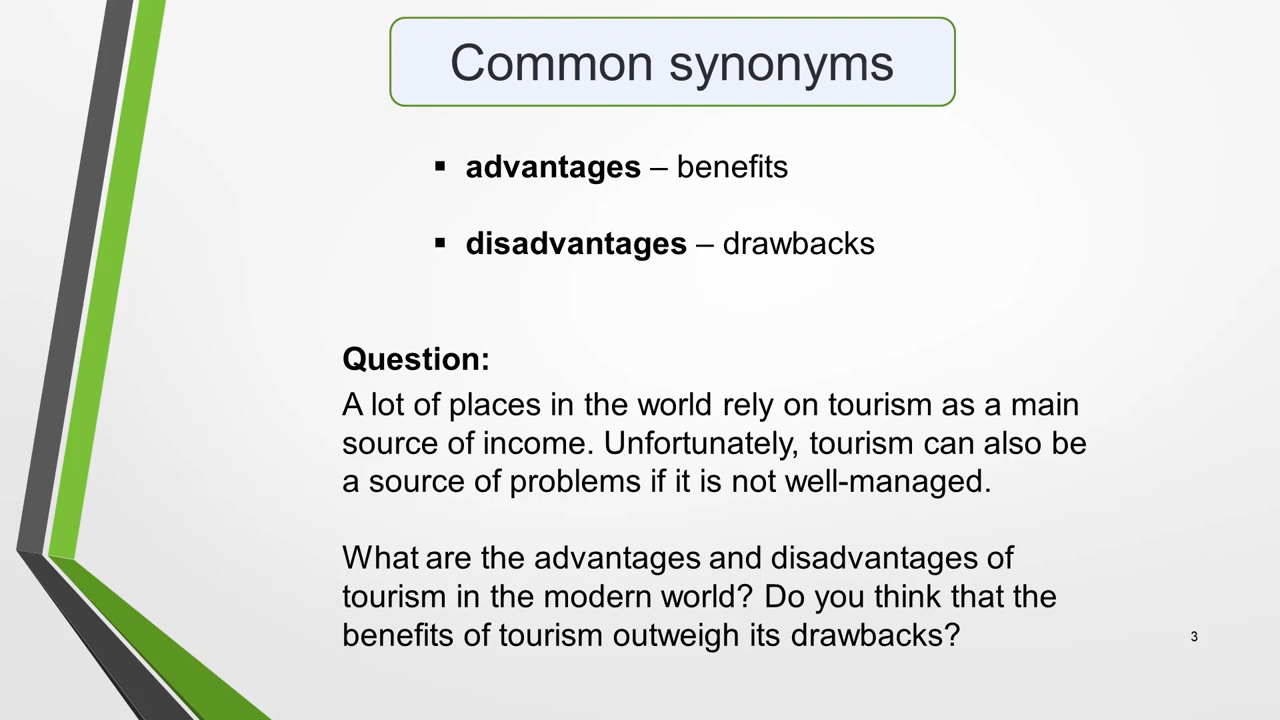 Common synonyms
▪ advantages – benefits
▪ disadvantages – drawbacks
Question:
A lot of places in the world rely on tourism as a main
source of income. Unfortunately, tourism can also be
a source of problems if it is not well-managed.
What are the advantages and disadvantages of
tourism in the modern world? Do you think that the
benefits of tourism outweigh its drawbacks?
3